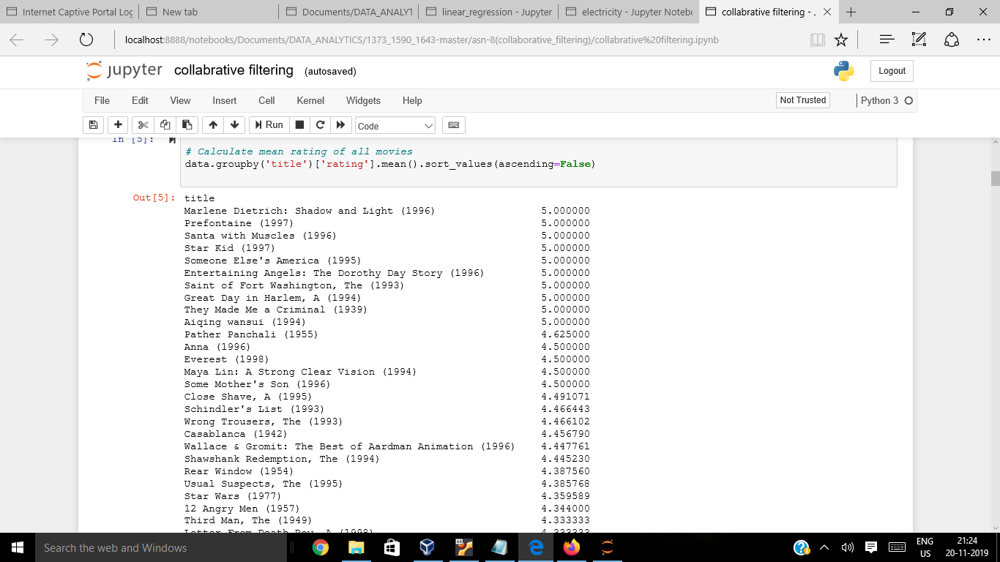 Internet Captive Portal Log
New tab
Documents/DATA_ANALYT
linear_regression - Jupyter
electricity - Jupyter Notebo
collabrative filtering - .
localhost:8888/notebooks/Documents/DATA_ANALYTICS/1373_1590_1643-master/asn-8(collaborative_filtering)/collabrative%20filtering.ipynb
jupyter collabrative filtering (autosaved)
Logout
File Edit View Insert Cell Kernel Widgets Help
Not Trusted
Python 3
Run
Code
In [5]:
# Calculate mean rating of all movies
data.groupby('title')['rating'].mean().sort_values(ascending=False)
Out[5]: title
Marlene Dietrich: Shadow and Light (1996) 5.000000
Prefontaine (1997) 5.000000
Santa with Muscles (1996) 5.000000
Star Kid (1997) 5.000000
Someone Else's America (1995) 5.000000
Entertaining Angels: The Dorothy Day Story (1996) 5.000000
Saint of Fort Washington, The (1993) 5.000000
Great Day in Harlem, A (1994) 5.000000
They Made Me a Criminal (1939) 5.000000
Aiqing wansui (1994) 5.000000
Pather Panchali (1955) 4.625000
Anna (1996) 4.500000
Everest (1998) 4.500000
Maya Lin: A Strong Clear Vision (1994) 4.500000
Some Mother's Son (1996) 4.500000
Close Shave, A (1995) 4.491071
Schindler's List (1993) 4.466443
Wrong Trousers, The (1993) 4.466102
Casablanca (1942) 4.456790
Wallace & Gromit: The Best of Aardman Animation (1996) 4.447761
Shawshank Redemption, The (1994) 4.445230
Rear Window (1954) 4.387560
Usual Suspects, The (1995) 4.385768
Star Wars (1977) 4.359589
12 Angry Men (1957) 4.344000
Third Man, The (1949) 4.333333
Letter From Death Row, A (1998) 4.333333
Search the web and Windows
64
ENG
US
21:24
20-11-2019